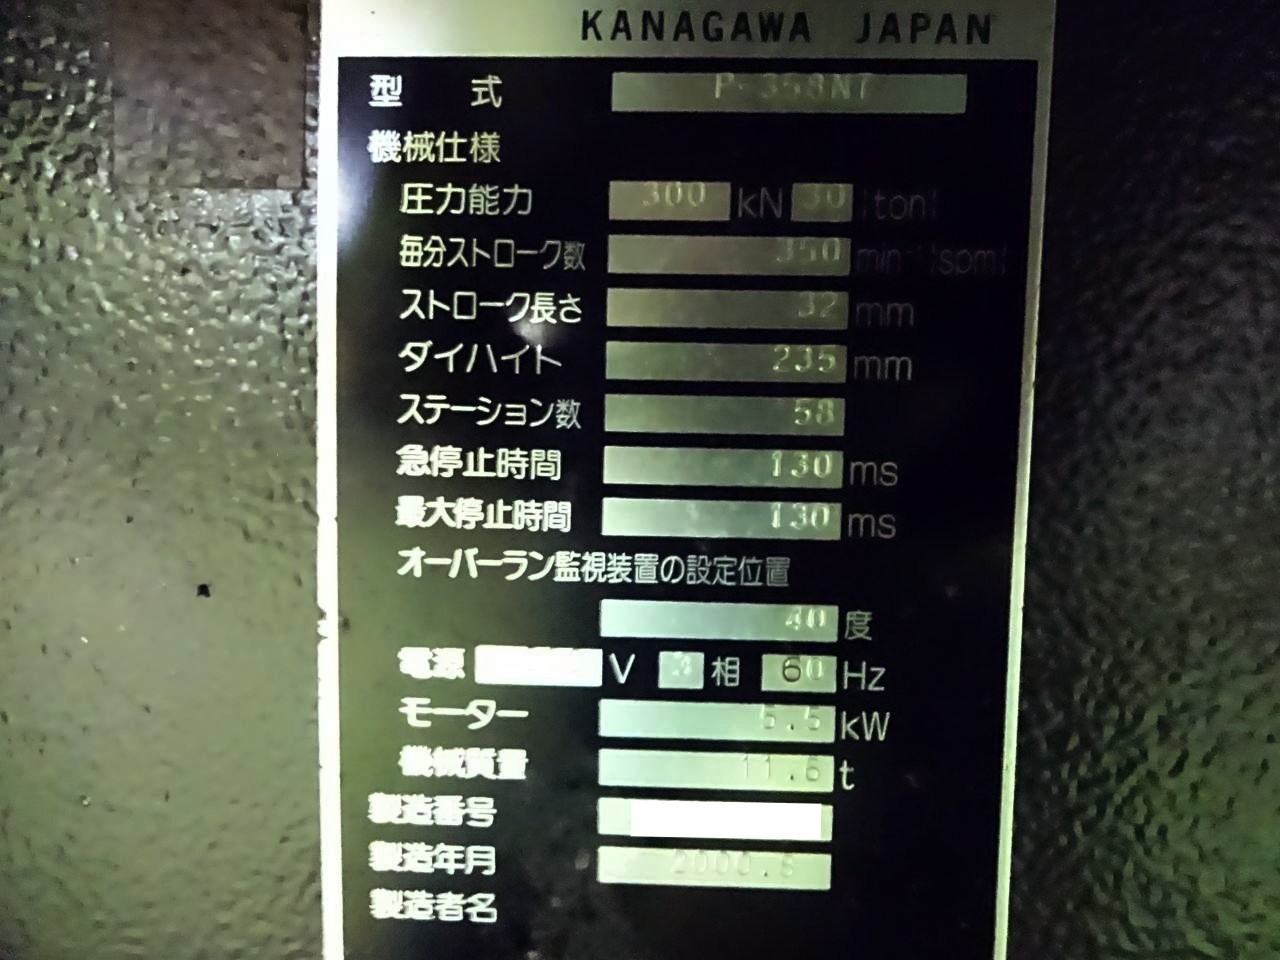 KANAGAWA JAPAN
型 式 P-358NT
機械仕様
圧力能力 300 kN 30 {ton}
毎分ストローク数 350 min⁻¹{spm}
ストローク長さ 32 mm
ダイハイト 235 mm
ステーション数 58
急停止時間 130 ms
最大停止時間 130 ms
オーバーラン監視装置の設定位置
40 度
電源 V 3 相 60 Hz
モーター 5.5 kW
機械質量 11.6 t
製造番号
製造年月
製造者名